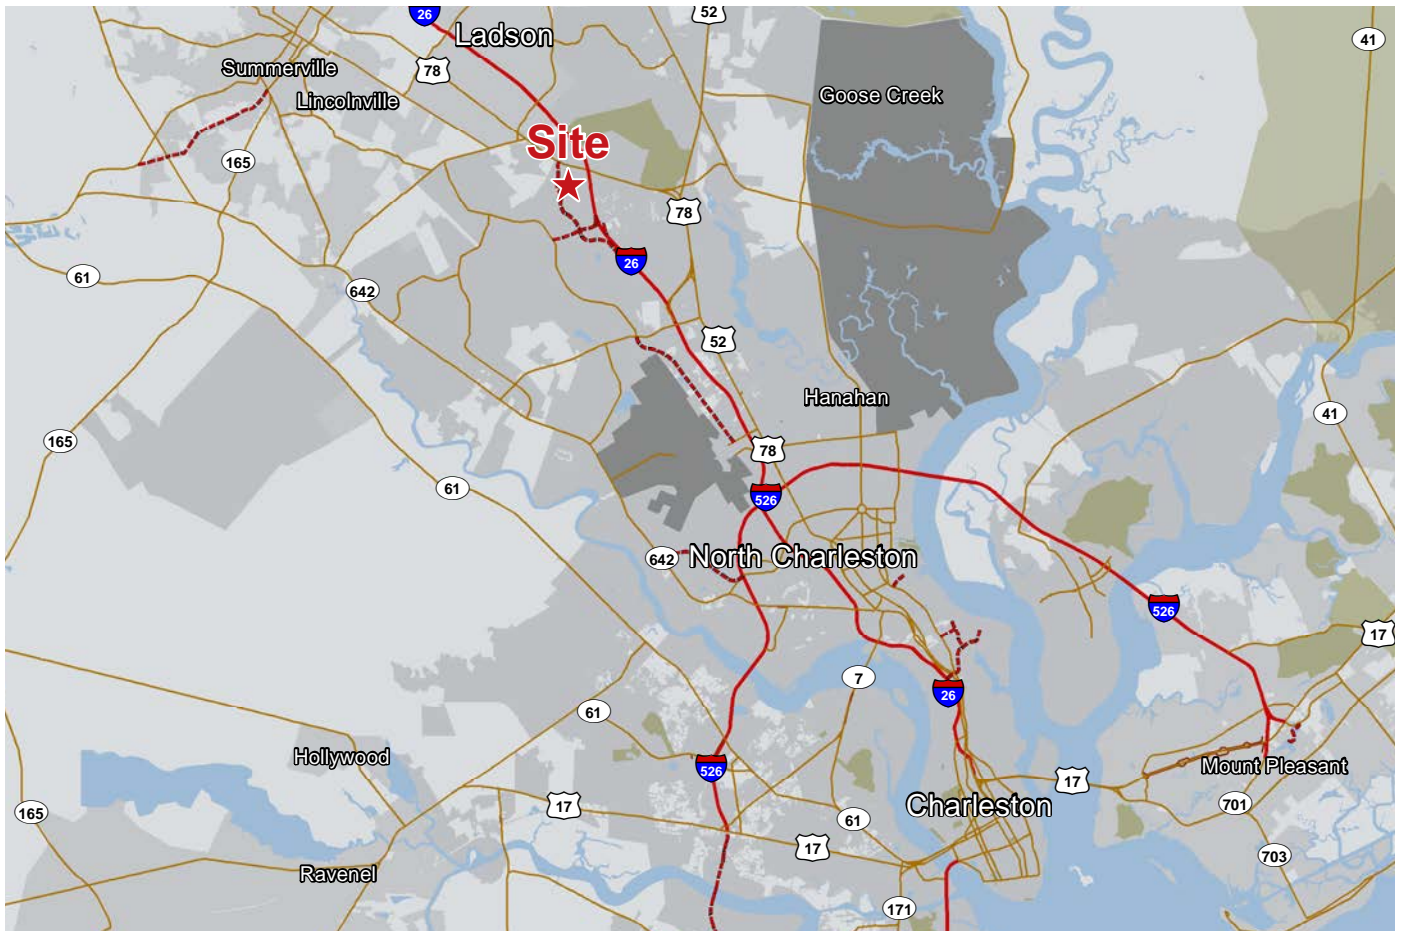 26
52
Ladson
41
Summerville
78
Lincolnville
Goose Creek
Site
165
78
26
61
642
52
Hanahan
41
165
78
61
526
642
North Charleston
526
17
7
26
61
Hollywood
526
Mount Pleasant
17
17
Charleston
701
165
61
17
703
Ravenel
171